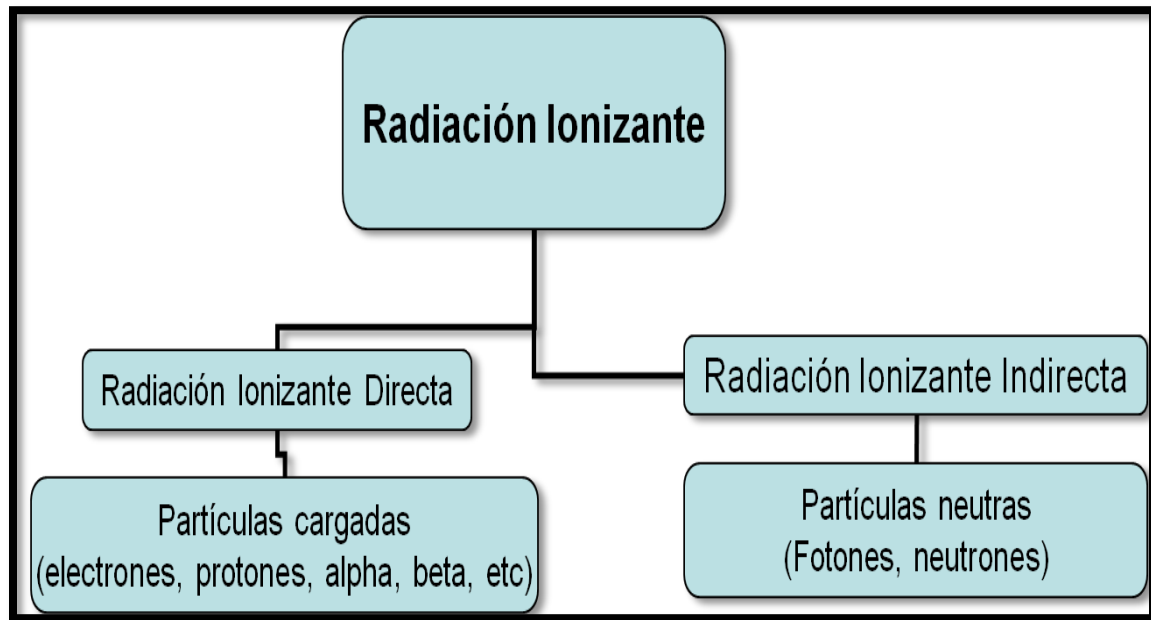 Radiación Ionizante
Radiación Ionizante Directa
Radiación Ionizante Indirecta
Partículas cargadas
(electrones, protones, alpha, beta, etc)
Partículas neutras
(Fotones, neutrones)